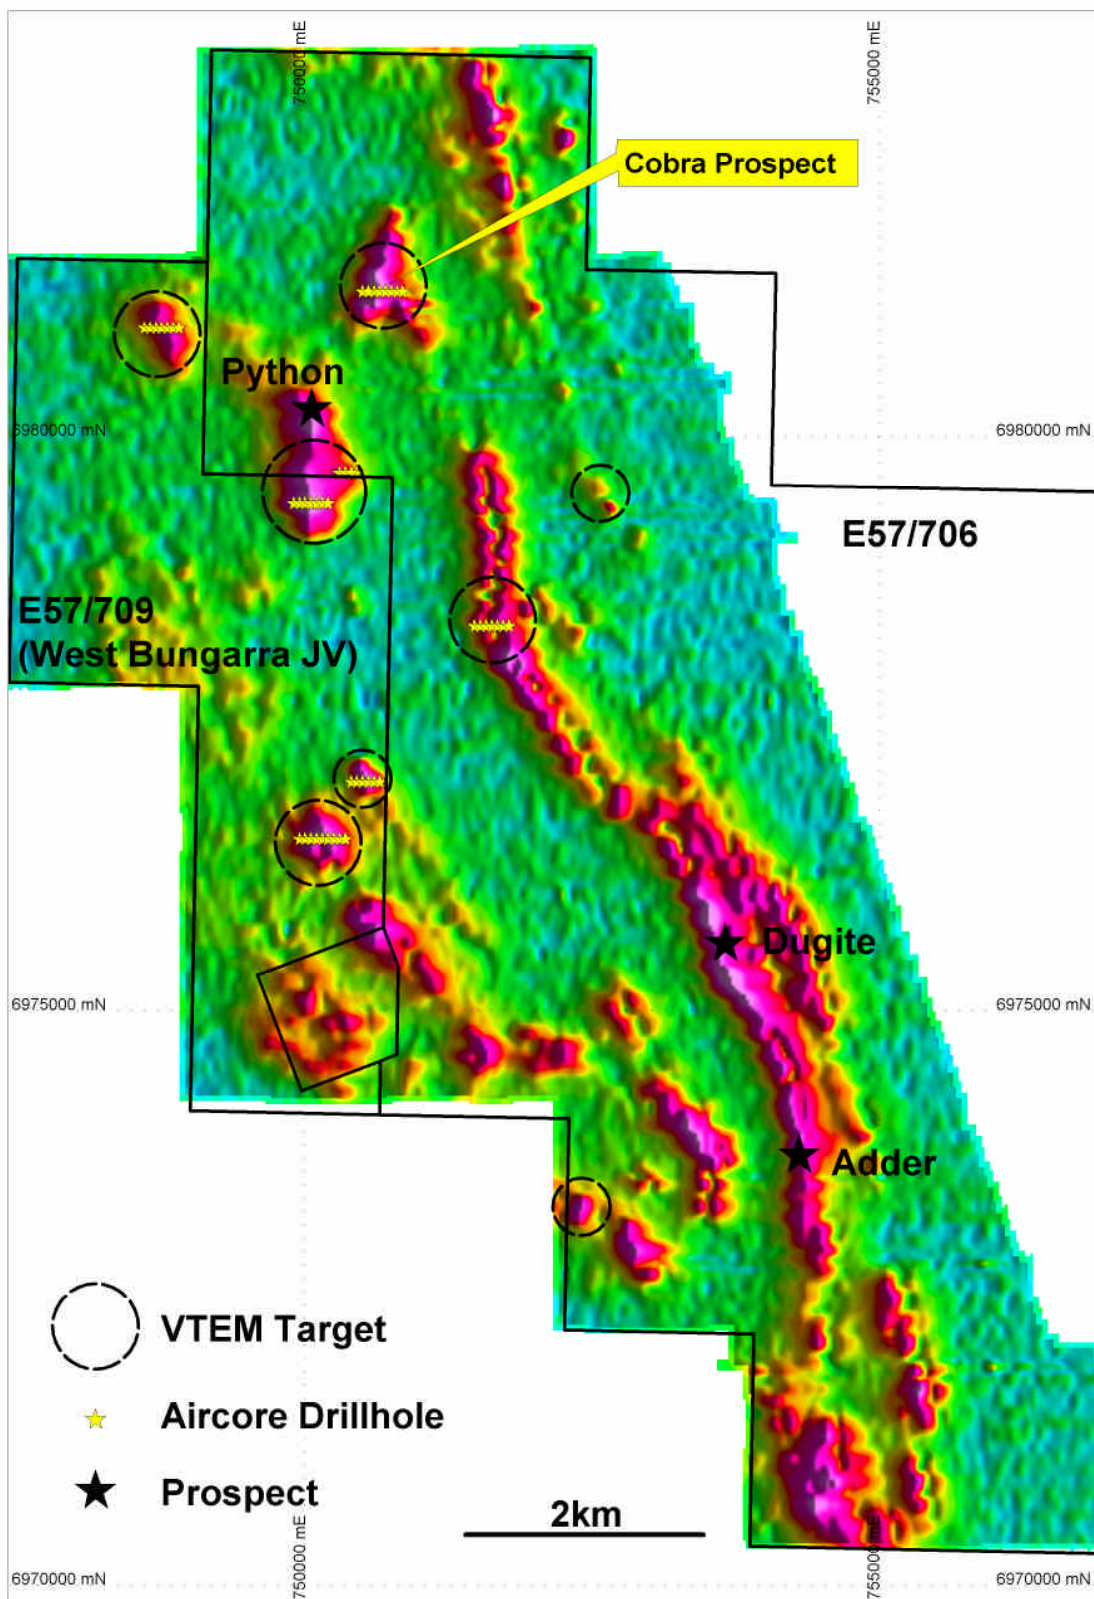 750000 mE
755000 mE
Cobra Prospect
Python
6980000 mN
6980000 mN
E57/706
E57/709
(West Bungarra JV)
Dugite
6975000 mN
6975000 mN
Adder
VTEM Target
Aircore Drillhole
Prospect
2km
750000 mE
755000 mE
6970000 mN
6970000 mN